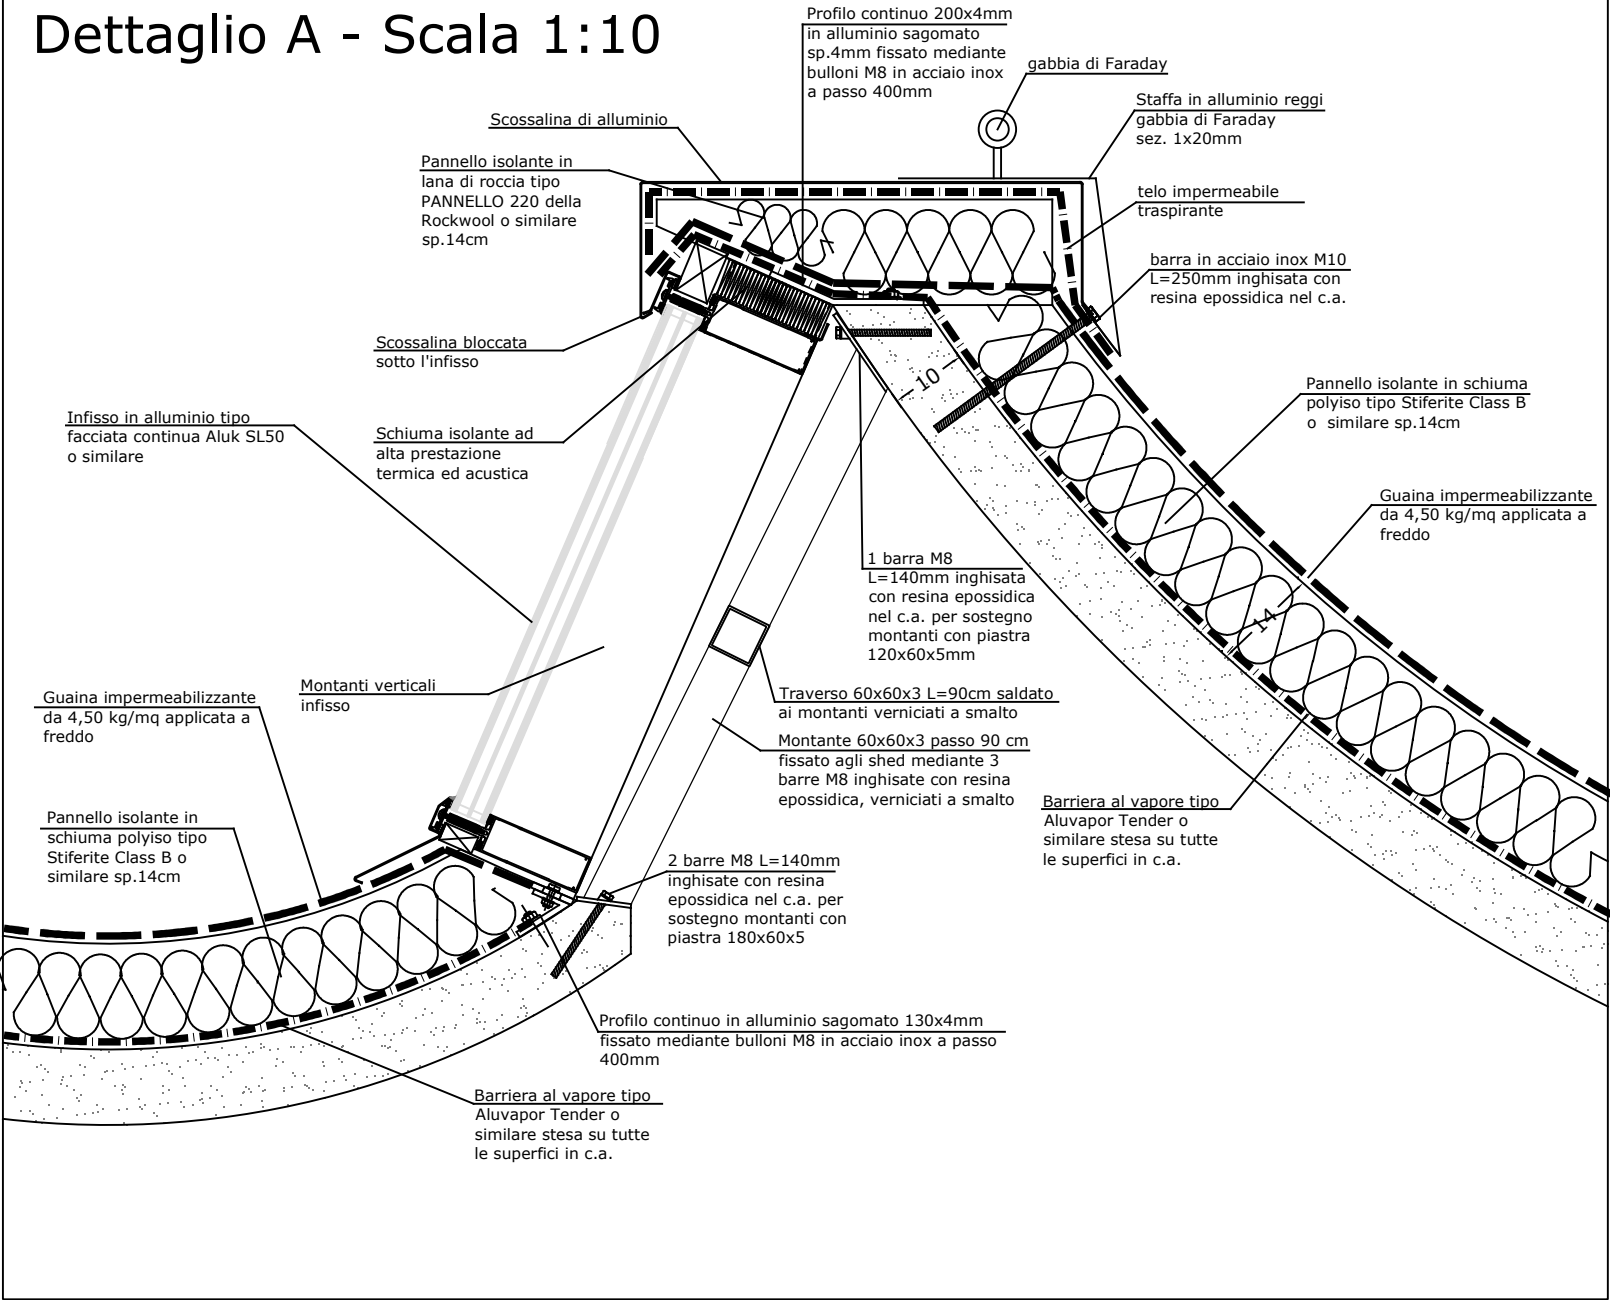 Dettaglio A - Scala 1:10
Profilo continuo 200x4mm
in alluminio sagomato
sp.4mm fissato mediante
bulloni M8 in acciaio inox
a passo 400mm
gabbia di Faraday
Staffa in alluminio reggi
gabbia di Faraday
sez. 1x20mm
Scossalina di alluminio
Pannello isolante in
lana di roccia tipo
PANNELLO 220 della
Rockwool o similare
sp.14cm
telo impermeabile
traspirante
barra in acciaio inox M10
L=250mm inghisata con
resina epossidica nel c.a.
Scossalina bloccata
sotto l'infisso
10
Pannello isolante in schiuma
polyiso tipo Stiferite Class B
o  similare sp.14cm
Infisso in alluminio tipo
facciata continua Aluk SL50
o similare
Schiuma isolante ad
alta prestazione
termica ed acustica
Guaina impermeabilizzante
da 4,50 kg/mq applicata a
freddo
1 barra M8
L=140mm inghisata
con resina epossidica
nel c.a. per sostegno
montanti con piastra
120x60x5mm
14
Montanti verticali
infisso
Guaina impermeabilizzante
da 4,50 kg/mq applicata a
freddo
Traverso 60x60x3 L=90cm saldato
ai montanti verniciati a smalto
Montante 60x60x3 passo 90 cm
fissato agli shed mediante 3
barre M8 inghisate con resina
epossidica, verniciati a smalto
Barriera al vapore tipo
Aluvapor Tender o
similare stesa su tutte
le superfici in c.a.
Pannello isolante in
schiuma polyiso tipo
Stiferite Class B o
similare sp.14cm
2 barre M8 L=140mm
inghisate con resina
epossidica nel c.a. per
sostegno montanti con
piastra 180x60x5
Profilo continuo in alluminio sagomato 130x4mm
fissato mediante bulloni M8 in acciaio inox a passo
400mm
Barriera al vapore tipo
Aluvapor Tender o
similare stesa su tutte
le superfici in c.a.